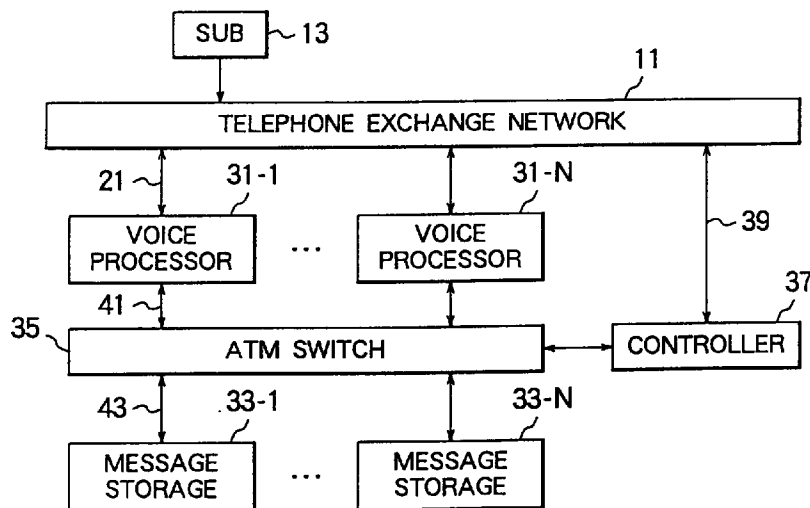 SUB 13
11
TELEPHONE EXCHANGE NETWORK
21 31-1 31-N
39
VOICE
PROCESSOR
...
VOICE
PROCESSOR
41 37
35 ATM SWITCH CONTROLLER
43 33-1 33-N
MESSAGE
STORAGE
...
MESSAGE
STORAGE